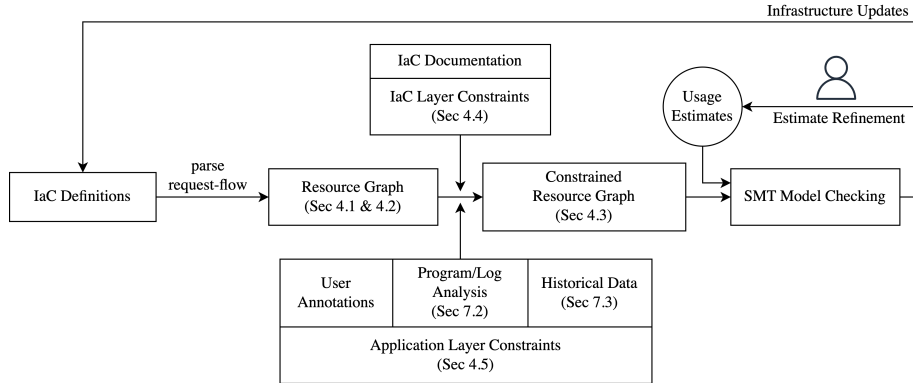 Infrastructure Updates
IaC Documentation
IaC Layer Constraints
(Sec 4.4)
Usage
Estimates
Estimate Refinement
parse
request-flow
IaC Definitions
Resource Graph
(Sec 4.1 & 4.2)
Constrained
Resource Graph
(Sec 4.3)
SMT Model Checking
User
Annotations
Program/Log
Analysis
(Sec 7.2)
Historical Data
(Sec 7.3)
Application Layer Constraints
(Sec 4.5)